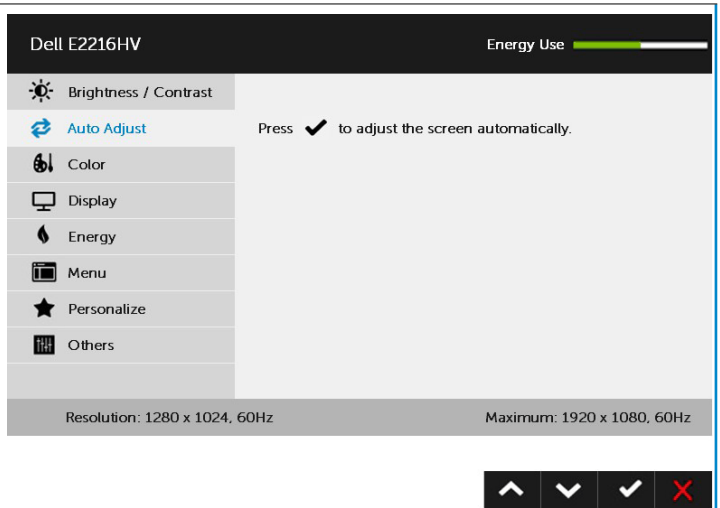 Dell E2216HV
Energy Use
Brightness / Contrast
Auto Adjust
Press ✔ to adjust the screen automatically.
Color
Display
Energy
Menu
Personalize
Others
Resolution: 1280 x 1024, 60Hz
Maximum: 1920 x 1080, 60Hz